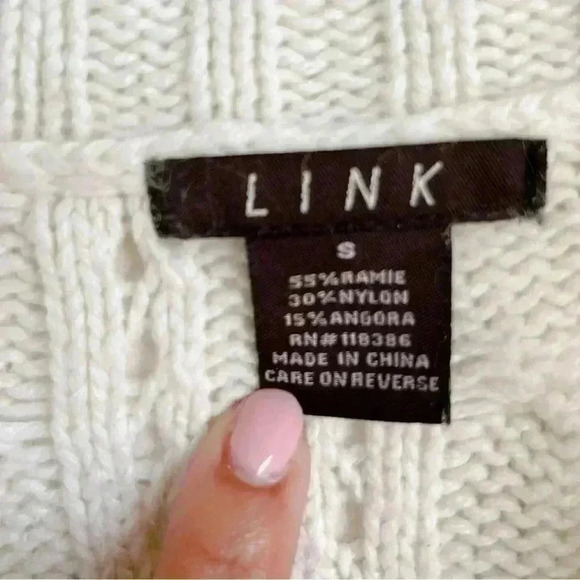 LINK
S
55%RAMIE
30%NYLON
15%ANGORA
RN#118386
MADE IN CHINA
CARE ON REVERSE